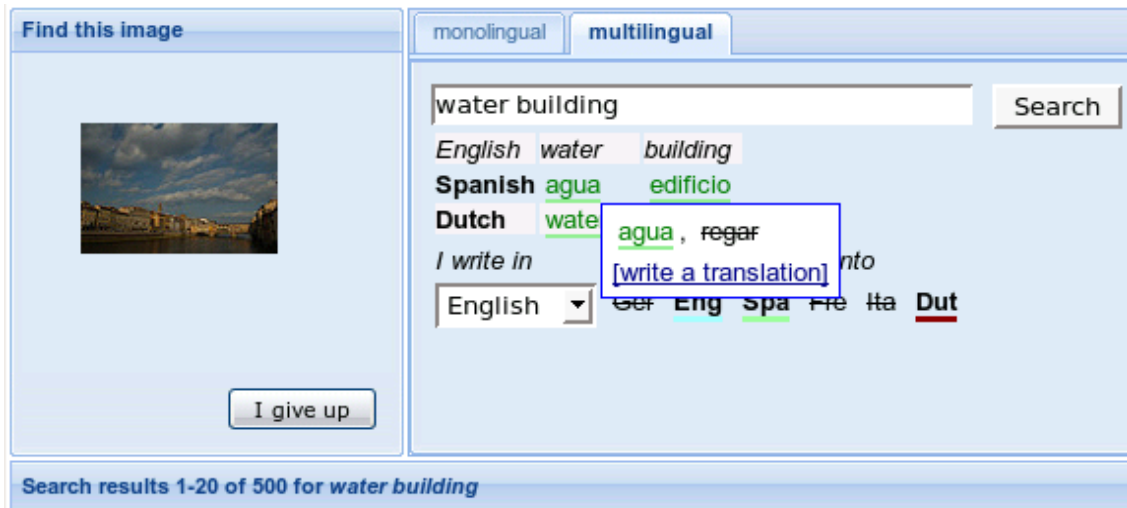 Find this image
monolingual multilingual
water building Search
English water building
Spanish agua edificio
Dutch wate
agua , regar
[write a translation]
I write in nto
English Ger Eng Spa Fre Ita Dut
I give up
Search results 1-20 of 500 for water building